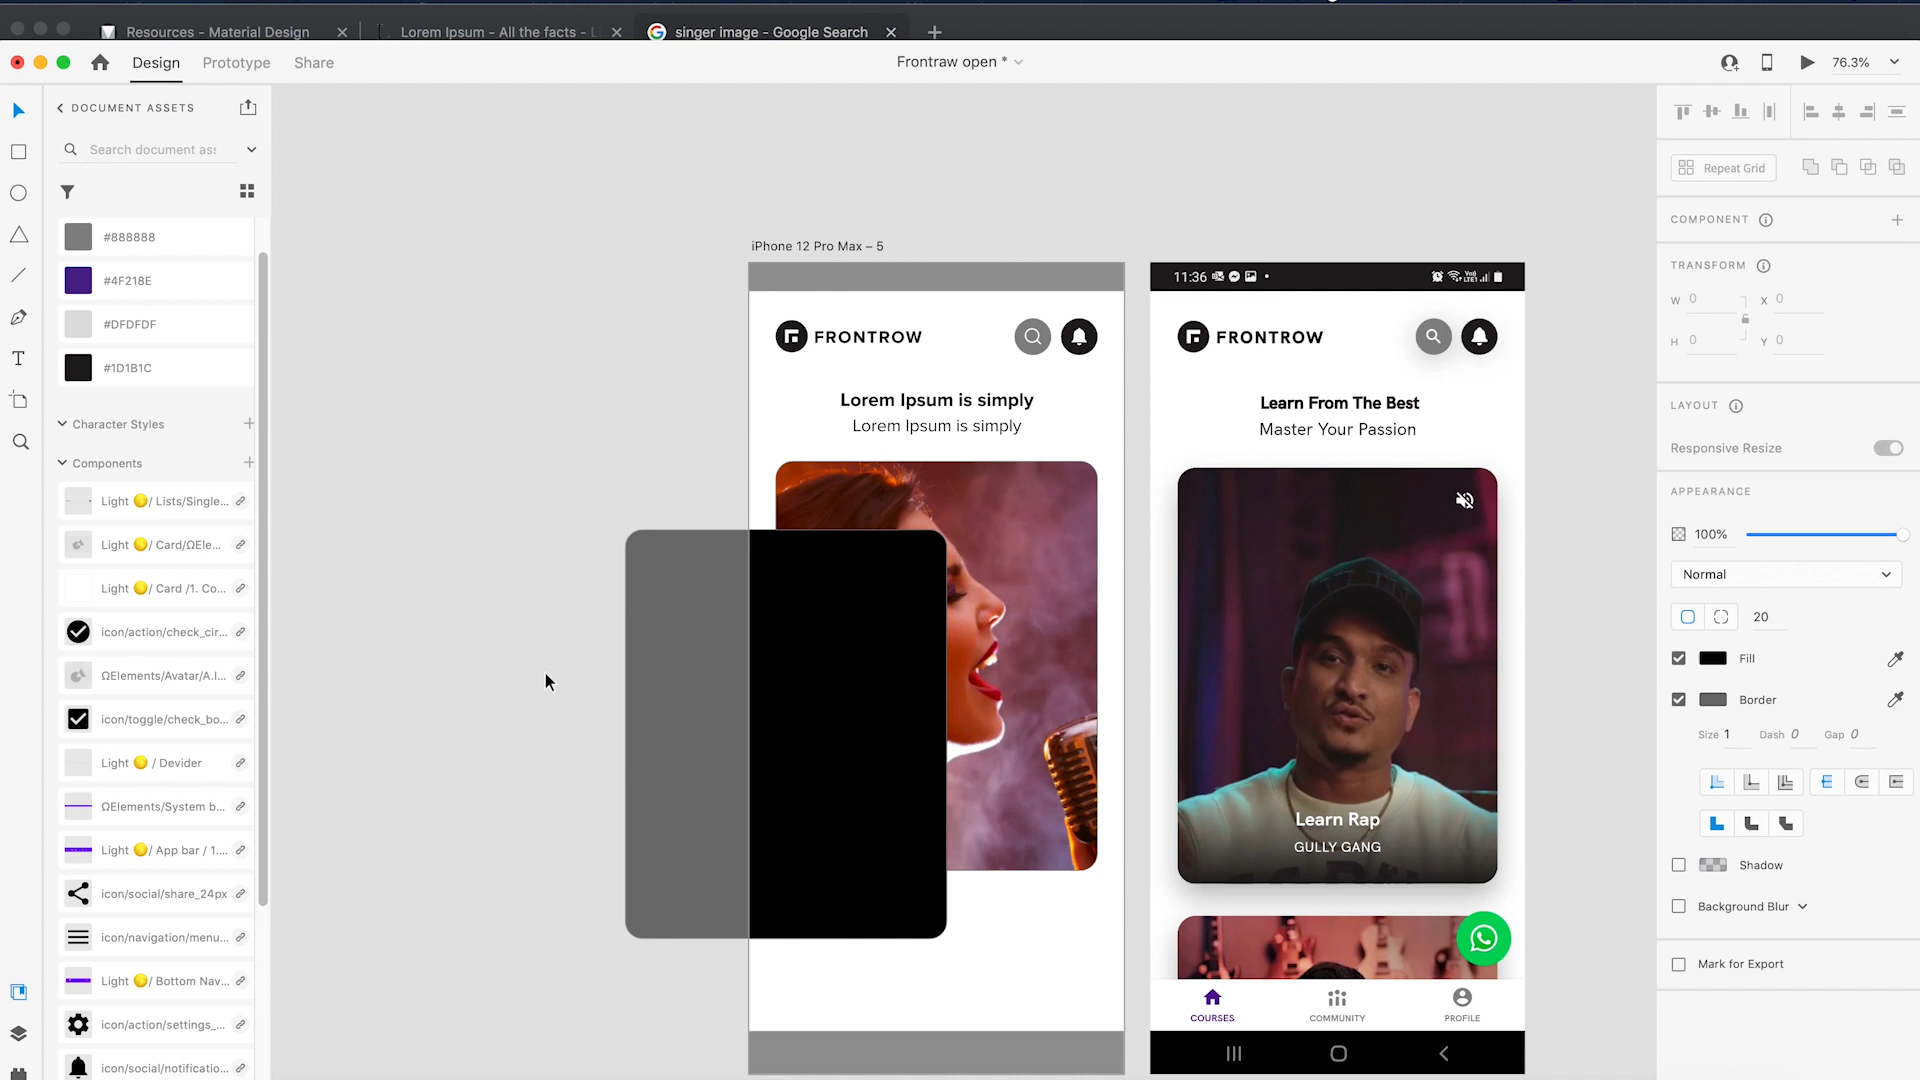 Resources - Material Design
Lorem Ipsum - All the facts - L
singer image - Google Search
Design
Prototype
Share
Frontraw open *
76.3%
DOCUMENT ASSETS
Search document ass
#888888
#4F218E
#DFDFDF
#1D1B1C
Character Styles
Components
Light / Lists/Single...
Light / Card/ΩEle...
Light / Card /1. Co...
icon/action/check_cir...
ΩElements/Avatar/A.I...
icon/toggle/check_bo...
Light / Devider
ΩElements/System b...
Light / App bar / 1....
icon/social/share_24px
icon/navigation/menu...
Light / Bottom Nav...
icon/action/settings_...
icon/social/notificatio...
iPhone 12 Pro Max – 5
FRONTROW
Lorem Ipsum is simply
Lorem Ipsum is simply
11:36
FRONTROW
Learn From The Best
Master Your Passion
Learn Rap
GULLY GANG
COURSES
COMMUNITY
PROFILE
Repeat Grid
COMPONENT
TRANSFORM
W 0
X 0
H 0
Y 0
LAYOUT
Responsive Resize
APPEARANCE
100%
Normal
20
Fill
Border
Size 1
Dash 0
Gap 0
Shadow
Background Blur
Mark for Export